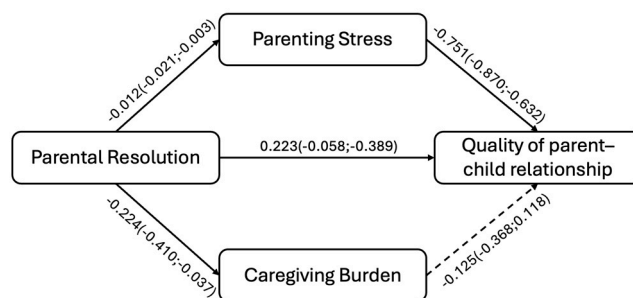 Parenting Stress
-0.012(-0.021;-0.003)
-0.751(-0.870;-0.632)
Parental Resolution
0.223(-0.058;-0.389)
Quality of parent–
child relationship
-0.224(-0.410;-0.037)
Caregiving Burden
-0.125(-0.368;0.118)